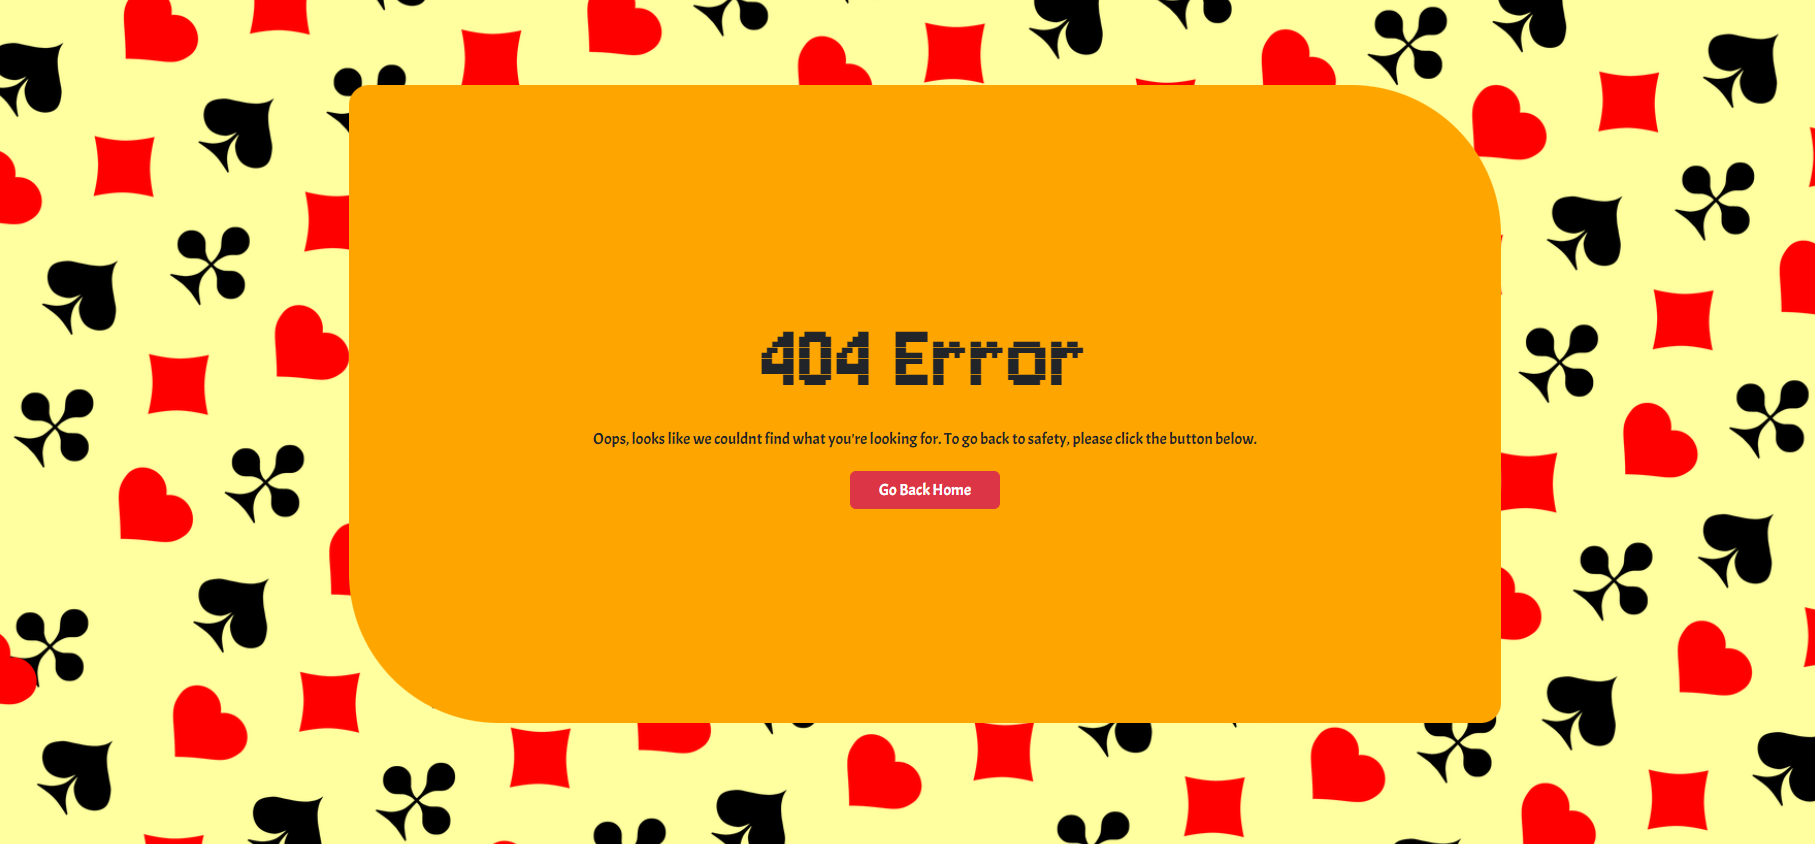 404 Error
Oops, looks like we couldnt find what you're looking for. To go back to safety, please click the button below.
Go Back Home